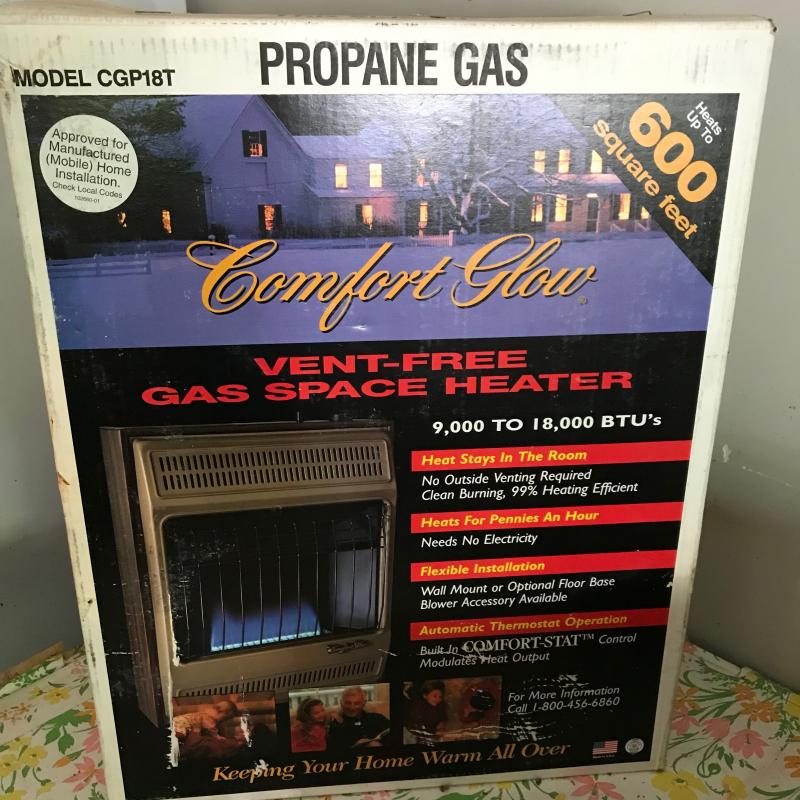 MODEL CGP18T
PROPANE GAS
Approved for
Manufactured
(Mobile) Home
Installation.
Check Local Codes
Heats
Up To
600
square feet
Comfort Glow
VENT-FREE
GAS SPACE HEATER
9,000 TO 18,000 BTU's
Heat Stays In The Room
No Outside Venting Required
Clean Burning, 99% Heating Efficient
Heats For Pennies An Hour
Needs No Electricity
Flexible Installation
Wall Mount or Optional Floor Base
Blower Accessory Available
Automatic Thermostat Operation
Built In COMFORT-STAT™ Control
Modulates Heat Output
For More Information
Call 1-800-456-6860
Keeping Your Home Warm All Over